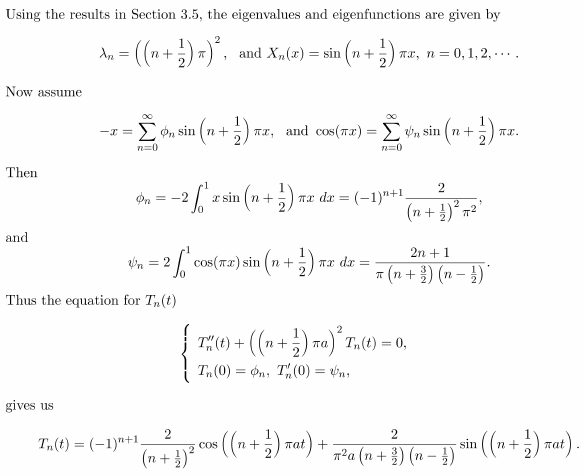 Using the results in Section 3.5, the eigenvalues and eigenfunctions are given by
λ_n = ((n + 1/2) π)^2, and X_n(x) = sin (n + 1/2) πx, n = 0, 1, 2, ··· .
Now assume
−x = ∑_{n=0}^{∞} ϕ_n sin (n + 1/2) πx, and cos(πx) = ∑_{n=0}^{∞} ψ_n sin (n + 1/2) πx.
Then
ϕ_n = −2 ∫_0^1 x sin (n + 1/2) πx dx = (−1)^{n+1} 2/((n + 1/2)^2 π^2),
and
ψ_n = 2 ∫_0^1 cos(πx) sin (n + 1/2) πx dx = (2n + 1)/(π (n + 3/2) (n − 1/2)).
Thus the equation for T_n(t)
{ T_n''(t) + ((n + 1/2) πa)^2 T_n(t) = 0,
T_n(0) = ϕ_n, T_n'(0) = ψ_n,
gives us
T_n(t) = (−1)^{n+1} 2/((n + 1/2)^2) cos ((n + 1/2) πat) + 2/(π^2 a (n + 3/2) (n − 1/2)) sin ((n + 1/2) πat) .